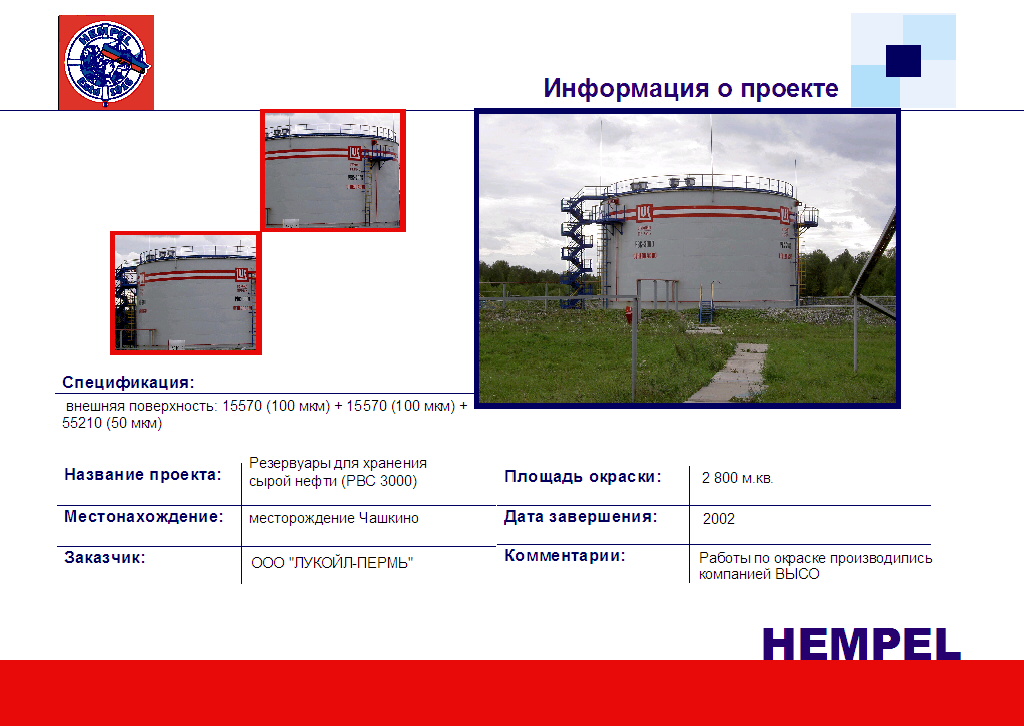 HEMPEL
Информация о проекте
Спецификация:
внешняя поверхность: 15570 (100 мкм) + 15570 (100 мкм) +
55210 (50 мкм)
Название проекта:
Резервуары для хранения
сырой нефти (РВС 3000)
Площадь окраски:
2 800 м.кв.
Местонахождение:
месторождение Чашкино
Дата завершения:
2002
Заказчик:
ООО "ЛУКОЙЛ-ПЕРМЬ"
Комментарии:
Работы по окраске производились
компанией ВЫСО
HEMPEL